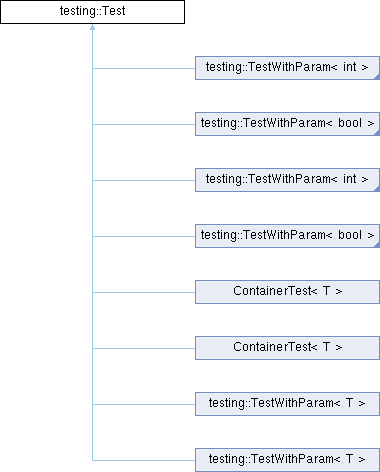 testing::Test
testing::TestWithParam< int >
testing::TestWithParam< bool >
testing::TestWithParam< int >
testing::TestWithParam< bool >
ContainerTest< T >
ContainerTest< T >
testing::TestWithParam< T >
testing::TestWithParam< T >